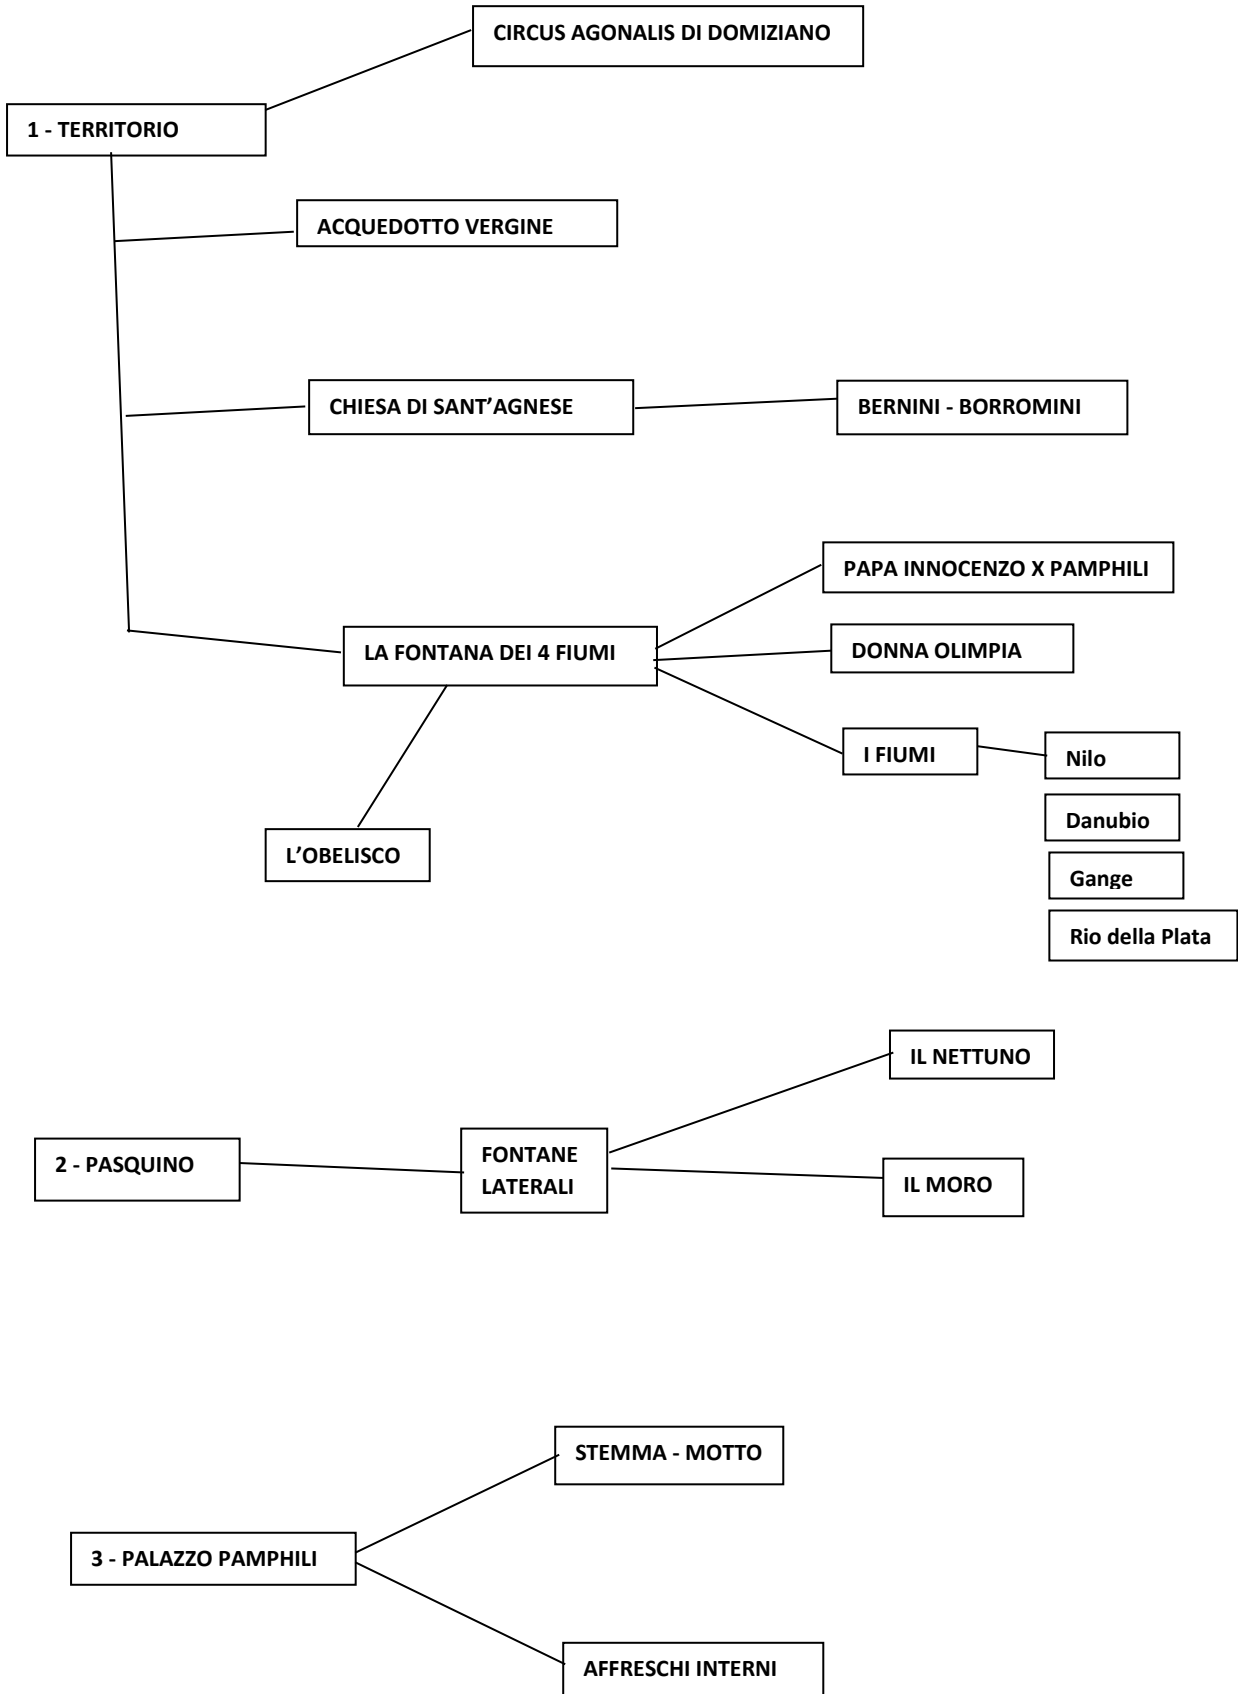 CIRCUS AGONALIS DI DOMIZIANO
1 - TERRITORIO
ACQUEDOTTO VERGINE
CHIESA DI SANT’AGNESE
BERNINI - BORROMINI
PAPA INNOCENZO X PAMPHILI
LA FONTANA DEI 4 FIUMI
DONNA OLIMPIA
I FIUMI
Nilo
Danubio
Gange
Rio della Plata
L’OBELISCO
IL NETTUNO
2 - PASQUINO
FONTANE
LATERALI
IL MORO
STEMMA - MOTTO
3 - PALAZZO PAMPHILI
AFFRESCHI INTERNI